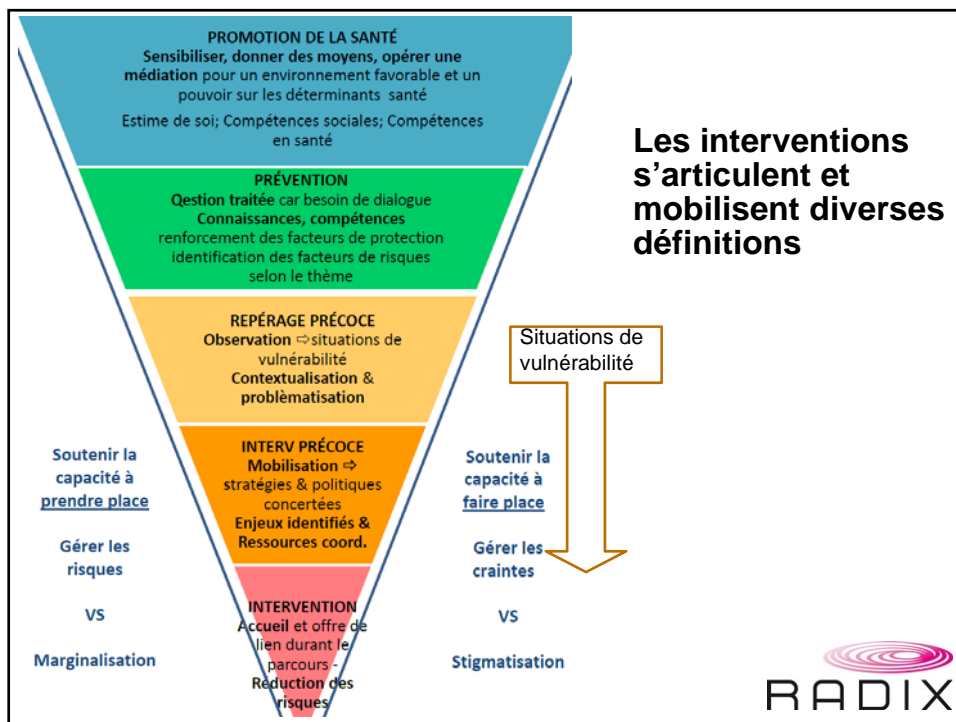 PROMOTION DE LA SANTÉ
Sensibiliser, donner des moyens, opérer une
médiation pour un environnement favorable et un
pouvoir sur les déterminants santé
Estime de soi; Compétences sociales; Compétences
en santé
Les interventions
s'articulent et
mobilisent diverses
définitions
PRÉVENTION
Qestion traitée car besoin de dialogue
Connaissances, compétences
renforcement des facteurs de protection
identification des facteurs de risques
selon le thème
REPÉRAGE PRÉCOCE
Observation ⇨situations de
vulnérabilité
Contextualisation &
problèmatisation
Situations de
vulnérabilité
INTERV PRÉCOCE
Mobilisation ⇨
stratégies & politiques
concertées
Enjeux identifiés &
Ressources coord.
Soutenir la
capacité à
prendre place
Gérer les
risques
VS
Marginalisation
Soutenir la
capacité à
faire place
Gérer les
craintes
VS
Stigmatisation
INTERVENTION
Accueil et offre de
lien durant le
parcours -
Réduction des
risques
RADIX